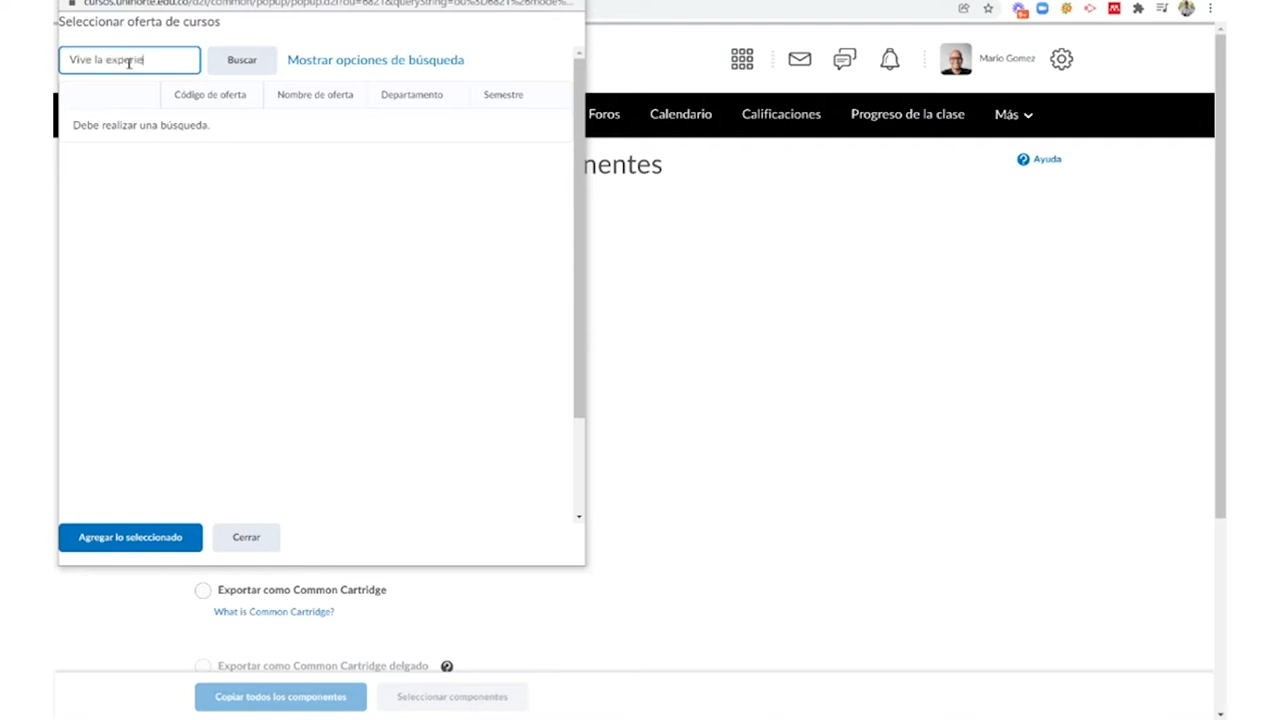 Seleccionar oferta de cursos
Vive la experie
Buscar
Mostrar opciones de búsqueda
Código de oferta
Nombre de oferta
Departamento
Semestre
Debe realizar una búsqueda.
Agregar lo seleccionado
Cerrar
Mario Gomez
Foros
Calendario
Calificaciones
Progreso de la clase
Más
nentes
Ayuda
Exportar como Common Cartridge
What is Common Cartridge?
Exportar como Common Cartridge delgado
Copiar todos los componentes
Seleccionar componentes